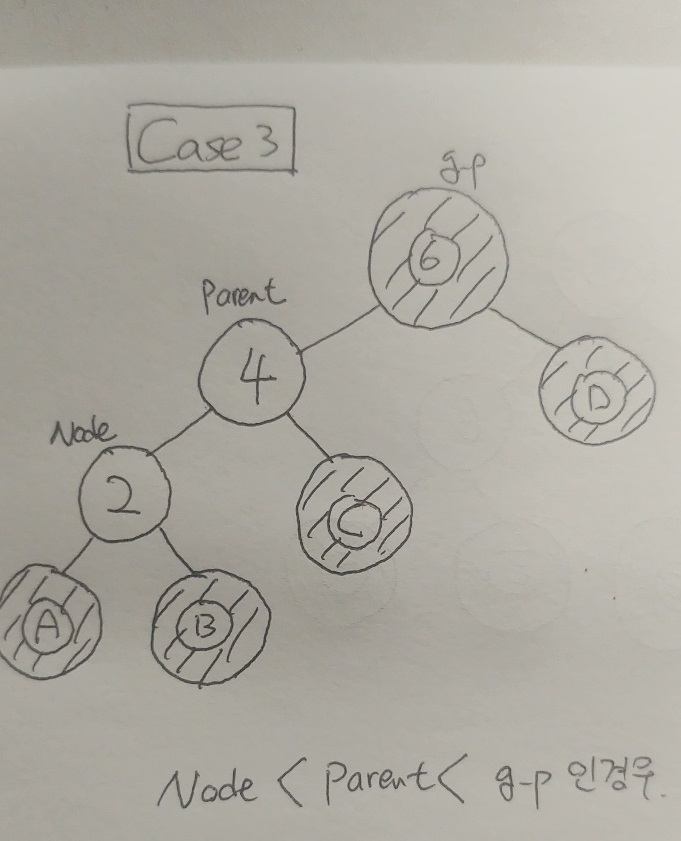 Case 3
g-p
6
Parent
4
D
Node
2
C
A
B
Node < Parent < g-p 인경우.